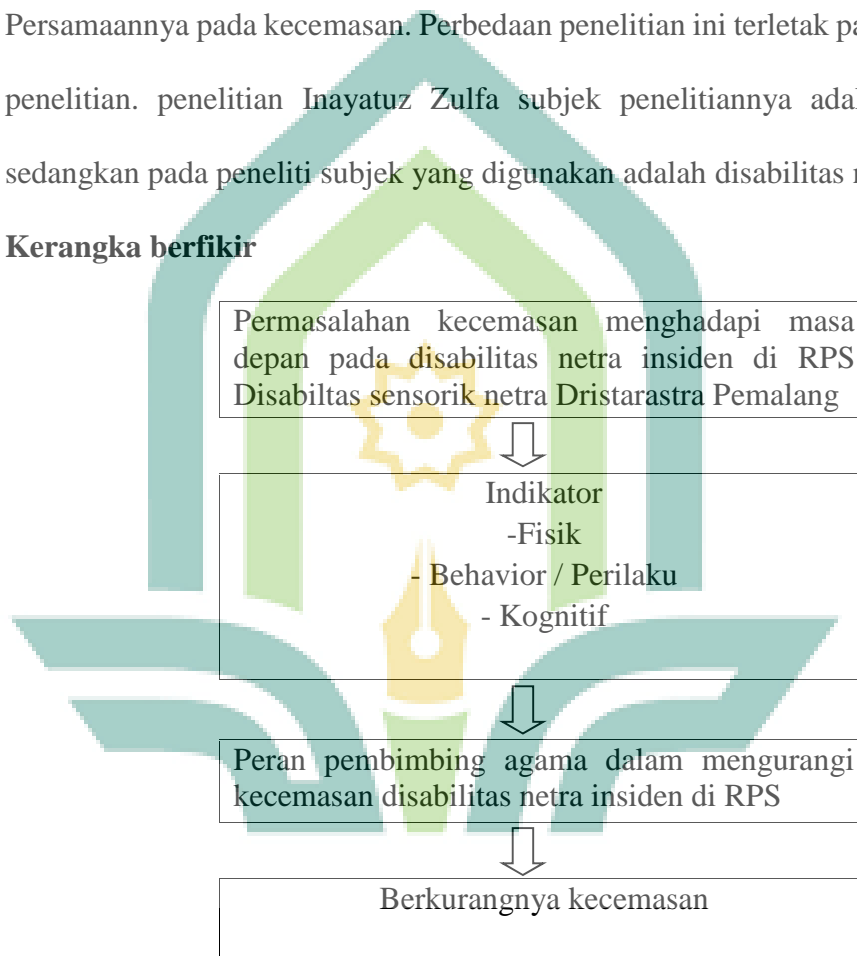 Persamaannya pada kecemasan. Perbedaan penelitian ini terletak
penelitian. penelitian Inayatuz Zulfa subjek penelitiannya
sedangkan pada peneliti subjek yang digunakan adalah disabilitas
Kerangka berfikir
Permasalahan kecemasan menghadapi masa
depan pada disabilitas netra insiden di RPS
Disabiltas sensorik netra Dristarastra Pemalang
Indikator
-Fisik
- Behavior / Perilaku
- Kognitif
Peran pembimbing agama dalam mengurangi
kecemasan disabilitas netra insiden di RPS
Berkurangnya kecemasan